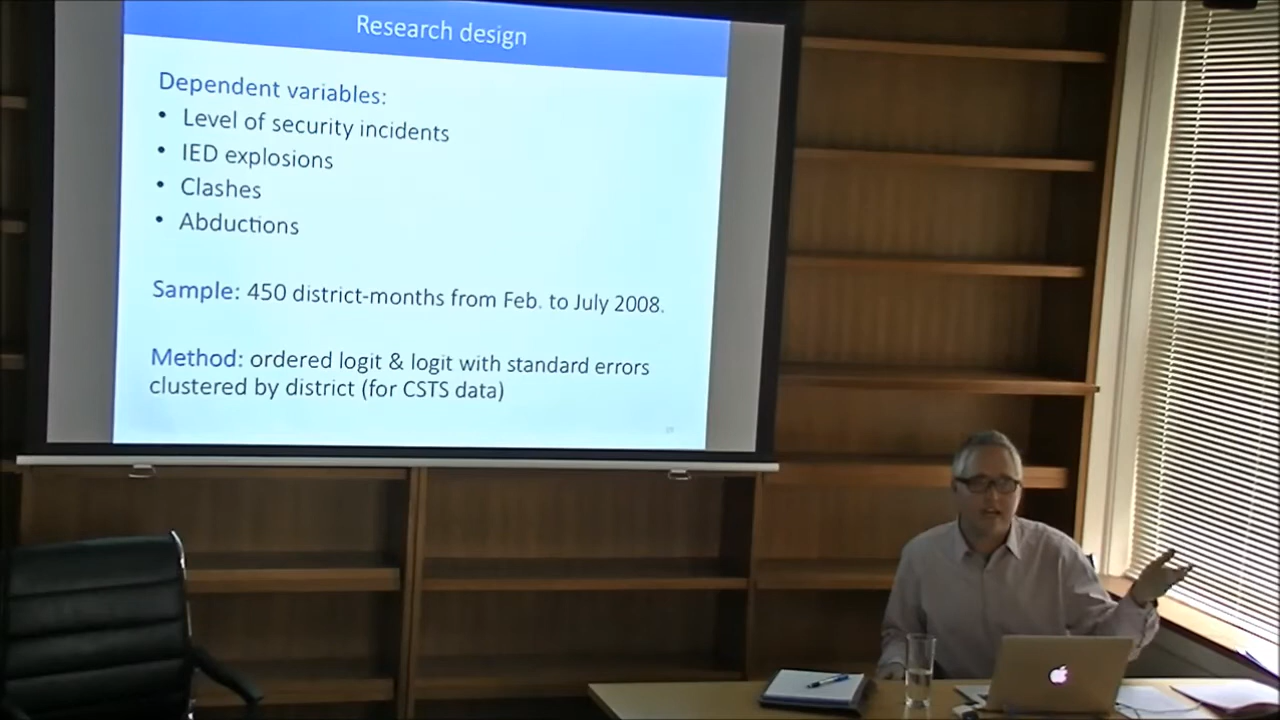 Research design
Dependent variables:
• Level of security incidents
• IED explosions
• Clashes
• Abductions
Sample: 450 district-months from Feb. to July 2008.
Method: ordered logit & logit with standard errors
clustered by district (for CSTS data)